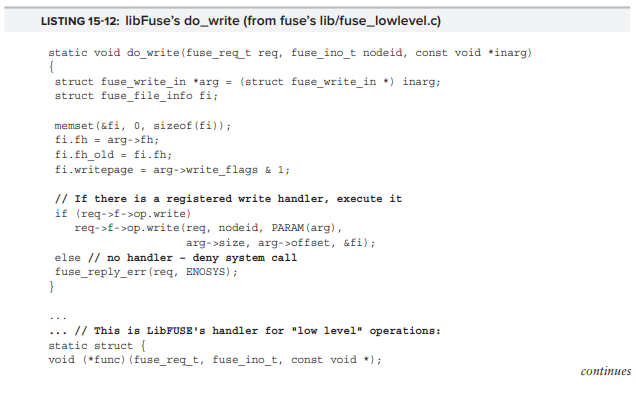 LISTING 15-12: libFuse's do_write (from fuse's lib/fuse_lowlevel.c)
static void do_write(fuse_req_t req, fuse_ino_t nodeid, const void *inarg)
{
struct fuse_write_in *arg = (struct fuse_write_in *) inarg;
struct fuse_file_info fi;
memset(&fi, 0, sizeof(fi));
fi.fh = arg->fh;
fi.fh_old = fi.fh;
fi.writepage = arg->write_flags & 1;
// If there is a registered write handler, execute it
if (req->f->op.write)
req->f->op.write(req, nodeid, PARAM(arg),
arg->size, arg->offset, &fi);
else // no handler - deny system call
fuse_reply_err(req, ENOSYS);
}
...
... // This is LibFUSE's handler for "low level" operations:
static struct {
void (*func)(fuse_req_t, fuse_ino_t, const void *);
continues